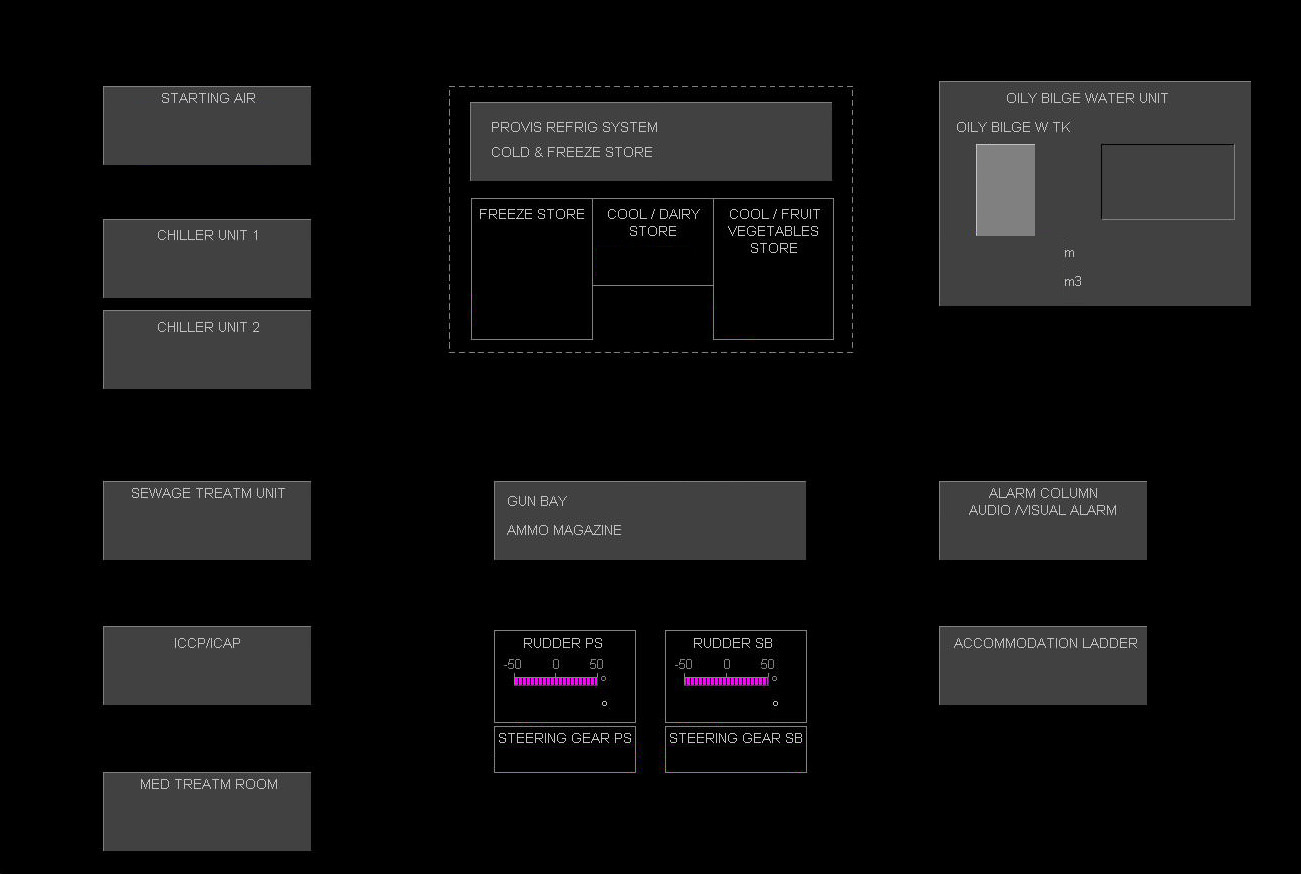 STARTING AIR
CHILLER UNIT 1
CHILLER UNIT 2
PROVIS REFRIG SYSTEM
COLD & FREEZE STORE
FREEZE STORE
COOL / DAIRY
STORE
COOL / FRUIT
VEGETABLES
STORE
OILY BILGE WATER UNIT
OILY BILGE W TK
m
m3
SEWAGE TREATM UNIT
GUN BAY
AMMO MAGAZINE
ALARM COLUMN
AUDIO /VISUAL ALARM
ICCP/ICAP
RUDDER PS
-50 0 50
o
o
STEERING GEAR PS
RUDDER SB
-50 0 50
o
o
STEERING GEAR SB
ACCOMMODATION LADDER
MED TREATM ROOM